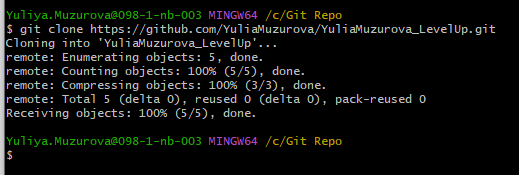 Yuliya.Muzurova@098-1-nb-003 MINGW64 /c/Git Repo
$ git clone https://github.com/YuliaMuzurova/YuliaMuzurova_LevelUp.git
Cloning into 'YuliaMuzurova_LevelUp'...
remote: Enumerating objects: 5, done.
remote: Counting objects: 100% (5/5), done.
remote: Compressing objects: 100% (3/3), done.
remote: Total 5 (delta 0), reused 0 (delta 0), pack-reused 0
Receiving objects: 100% (5/5), done.
Yuliya.Muzurova@098-1-nb-003 MINGW64 /c/Git Repo
$